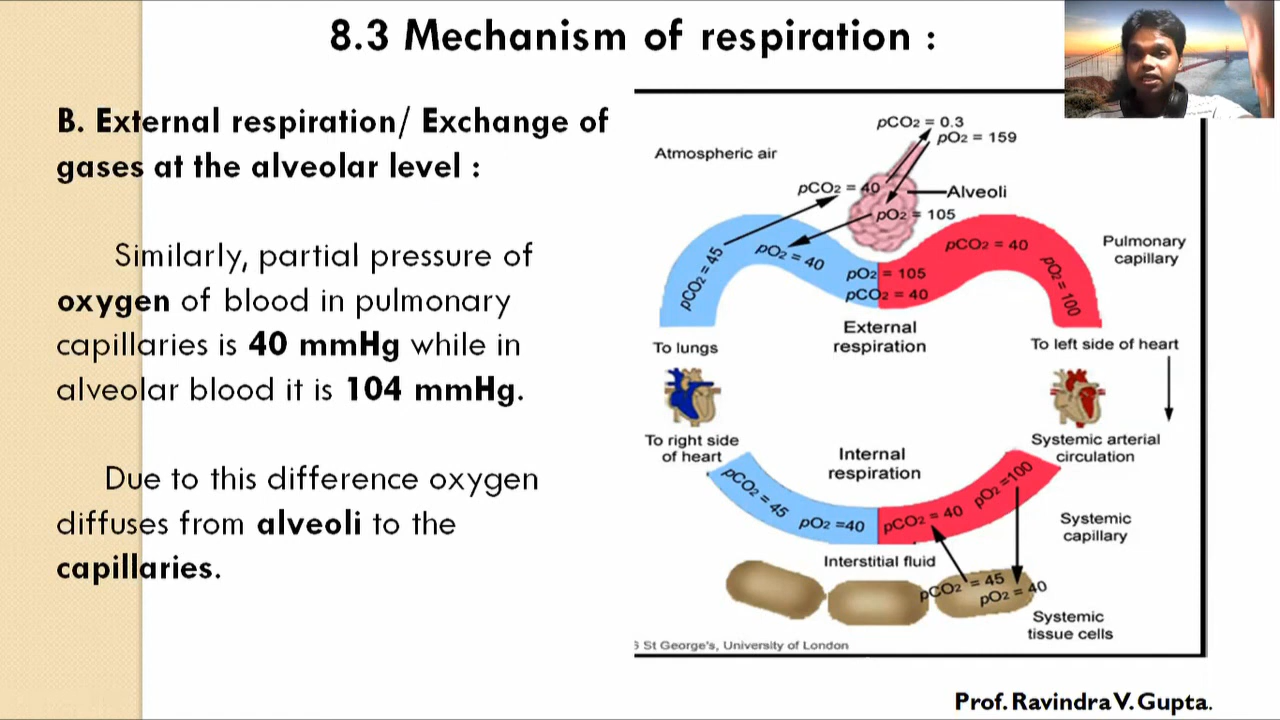 8.3 Mechanism of respiration :
B. External respiration/ Exchange of
gases at the alveolar level :
Similarly, partial pressure of
oxygen of blood in pulmonary
capillaries is 40 mmHg while in
alveolar blood it is 104 mmHg.
Due to this difference oxygen
diffuses from alveoli to the
capillaries.
pCO2 = 0.3
pO2 = 159
Atmospheric air
pCO2 = 40
Alveoli
pO2 = 105
pCO2 = 45
pO2 = 40
pO2 = 105
pCO2 = 40
pCO2 = 40
pO2 = 100
Pulmonary
capillary
External
respiration
To lungs
To left side of heart
To right side
of heart
Internal
respiration
Systemic arterial
circulation
pCO2 = 45
pO2 =40
pCO2 = 40
pO2 =100
Systemic
capillary
Interstitial fluid
pCO2 = 45
pO2 = 40
Systemic
tissue cells
St George's, University of London
Prof. Ravindra V. Gupta.